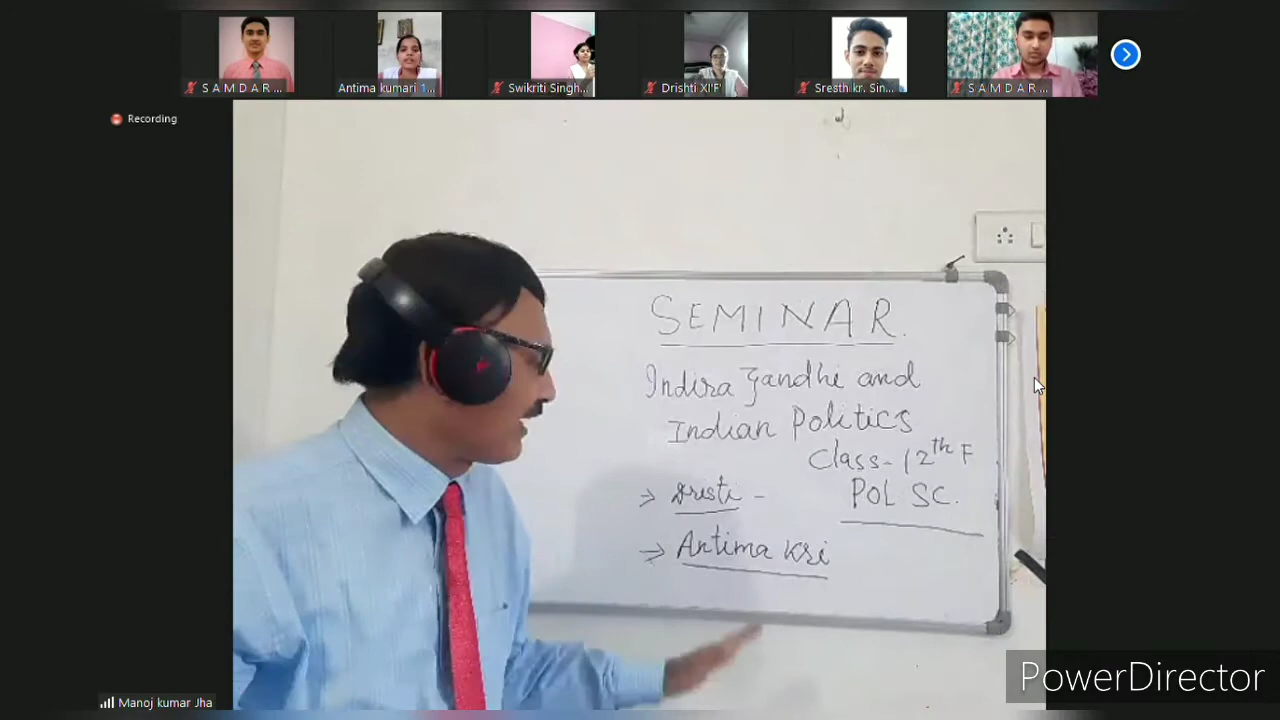 S A M D A R ...
Antima kumari 1...
Swikriti Singh...
Drishti XI'F'
Sresth kr. Sin...
S A M D A R ...
Recording
SEMINAR.
Indira Gandhi and
Indian Politics
Class-12th F
→ Dristi -
POL SC.
→ Antima Kri
Manoj kumar Jha
PowerDirector